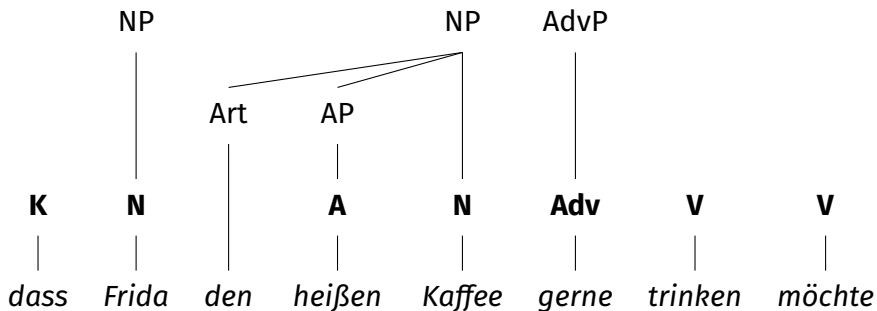 NP NP AdvP
Art AP
K N A N Adv V V
dass Frida den heißen Kaffee gerne trinken möchte